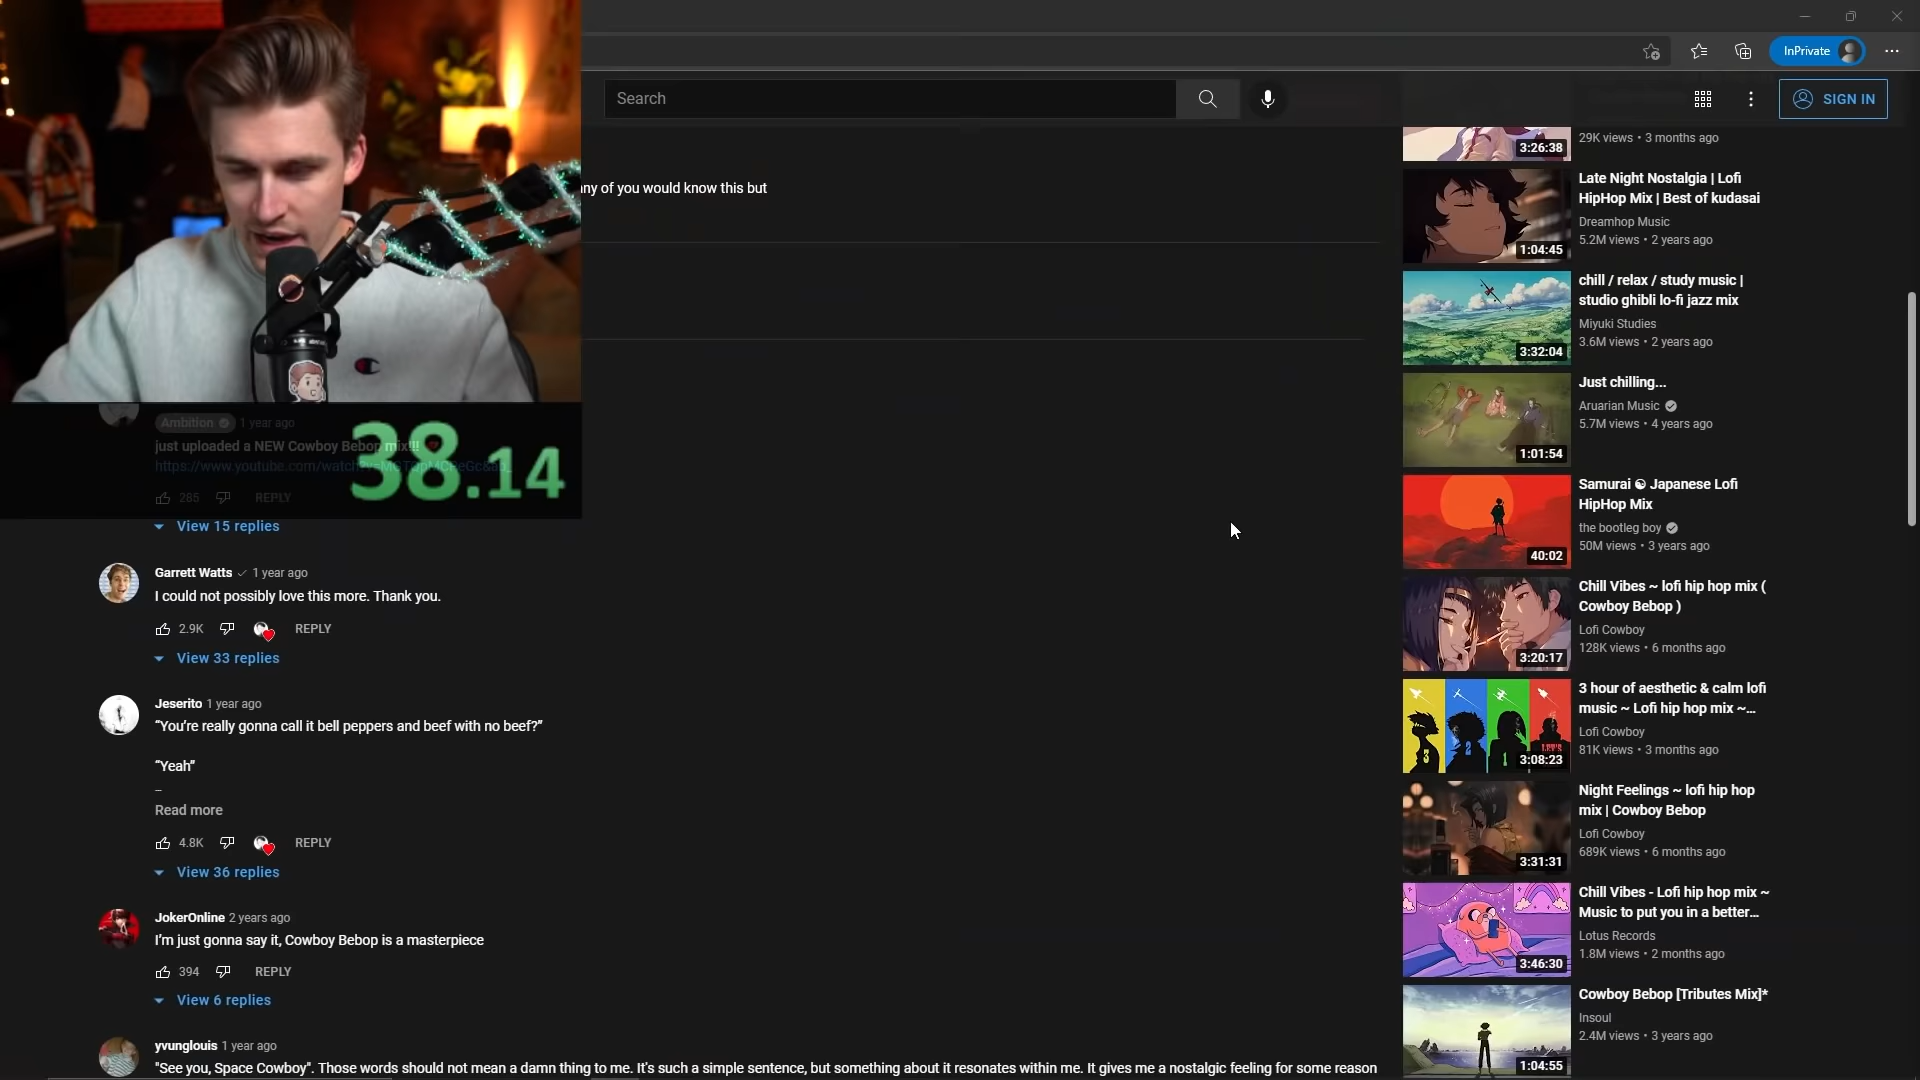 InPrivate
Search
SIGN IN
any of you would know this but
Ambition 1 year ago
just uploaded a NEW Cowboy Bebop mix!!!
285 REPLY
38.14
View 15 replies
Garrett Watts 1 year ago
I could not possibly love this more. Thank you.
2.9K REPLY
View 33 replies
Jeserito 1 year ago
“You’re really gonna call it bell peppers and beef with no beef?”
“Yeah”
–
Read more
4.8K REPLY
View 36 replies
JokerOnline 2 years ago
I’m just gonna say it, Cowboy Bebop is a masterpiece
394 REPLY
View 6 replies
yvunglouis 1 year ago
"See you, Space Cowboy". Those words should not mean a damn thing to me. It's such a simple sentence, but something about it resonates within me. It gives me a nostalgic feeling for some reason
3:26:38
29K views • 3 months ago
1:04:45
Late Night Nostalgia | Lofi
HipHop Mix | Best of kudasai
Dreamhop Music
5.2M views • 2 years ago
3:32:04
chill / relax / study music |
studio ghibli lo-fi jazz mix
Miyuki Studies
3.6M views • 2 years ago
1:01:54
Just chilling...
Aruarian Music
5.7M views • 4 years ago
40:02
Samurai ☯ Japanese Lofi
HipHop Mix
the bootleg boy
50M views • 3 years ago
3:20:17
Chill Vibes ~ lofi hip hop mix (
Cowboy Bebop )
Lofi Cowboy
128K views • 6 months ago
3 2 1 LET'S
3:08:23
3 hour of aesthetic & calm lofi
music ~ Lofi hip hop mix ~...
Lofi Cowboy
81K views • 3 months ago
3:31:31
Night Feelings ~ lofi hip hop
mix | Cowboy Bebop
Lofi Cowboy
689K views • 6 months ago
3:46:30
Chill Vibes - Lofi hip hop mix ~
Music to put you in a better...
Lotus Records
1.8M views • 2 months ago
1:04:55
Cowboy Bebop [Tributes Mix]*
Insoul
2.4M views • 3 years ago